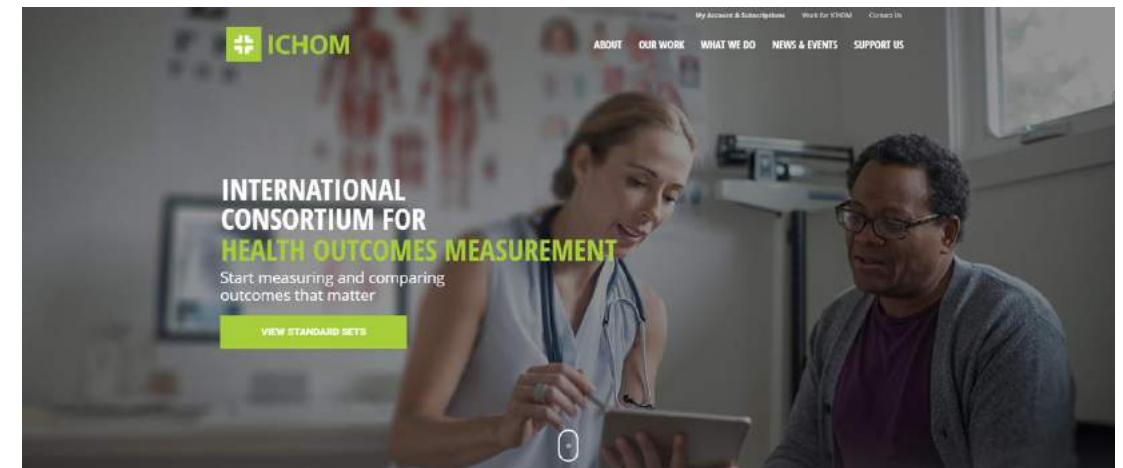 My Account & Subscriptions Work for ICHOM Contact Us
ICHOM
ABOUT OUR WORK WHAT WE DO NEWS & EVENTS SUPPORT US
INTERNATIONAL
CONSORTIUM FOR
HEALTH OUTCOMES MEASUREMENT
Start measuring and comparing
outcomes that matter
VIEW STANDARD SETS